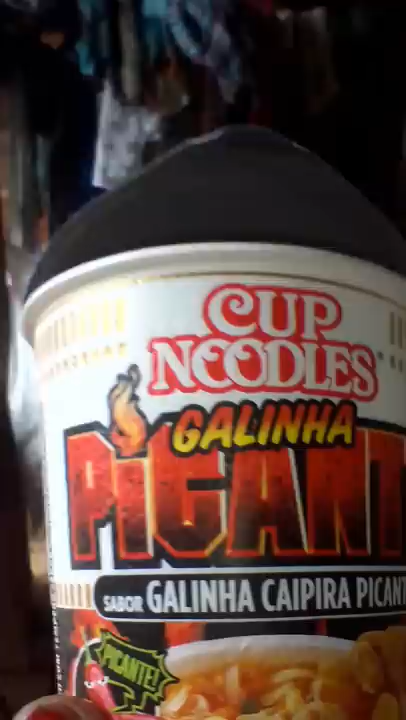 CUP
NOODLES
GALINHA
PICANT
SABOR GALINHA CAIPIRA PICANT
PICANTE!